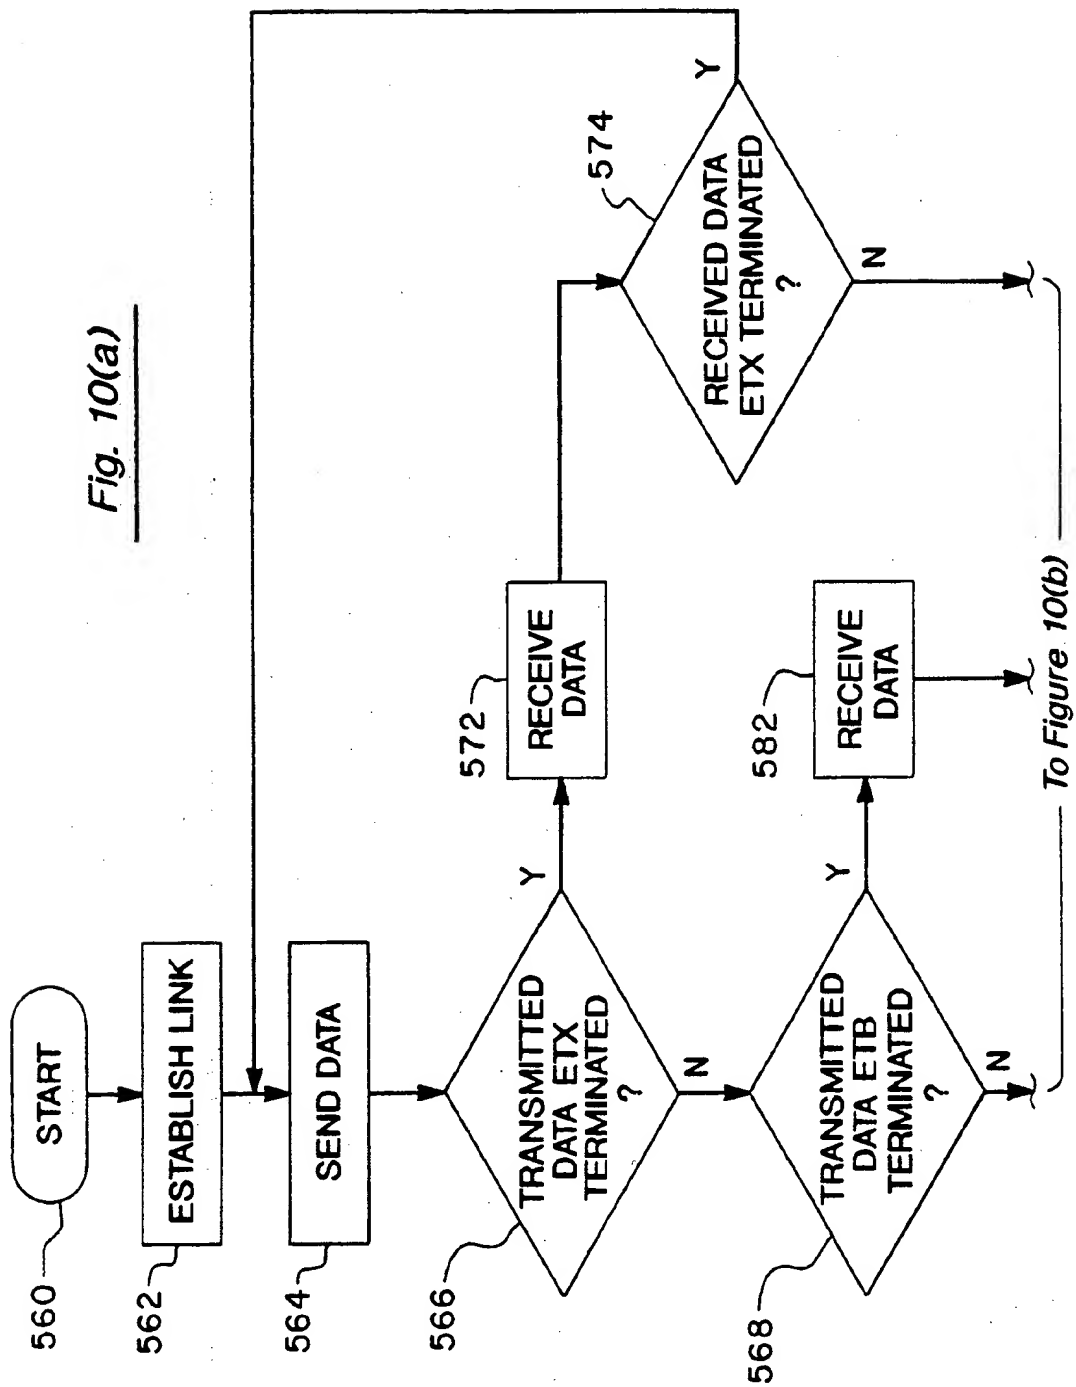 Fig. 10(a)
START
560
ESTABLISH LINK
562
SEND DATA
564
TRANSMITTED
DATA ETX
TERMINATED
?
566
Y
N
RECEIVE
DATA
572
RECEIVED DATA
ETX TERMINATED
?
574
Y
N
TRANSMITTED
DATA ETB
TERMINATED
?
568
Y
N
RECEIVE
DATA
582
To Figure 10(b)